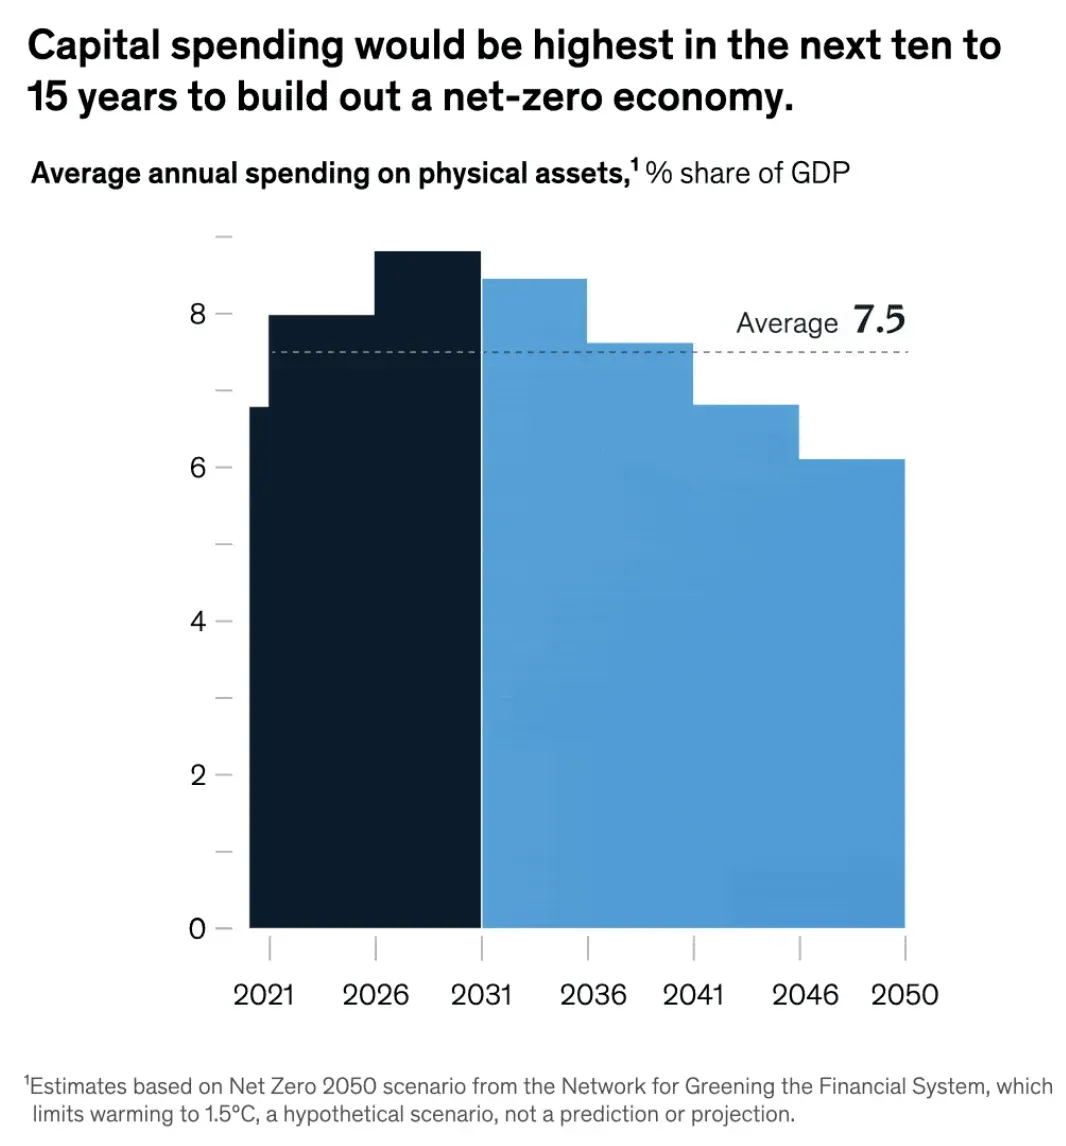 Capital spending would be highest in the next ten to
15 years to build out a net-zero economy.
Average annual spending on physical assets,¹ % share of GDP
8
Average 7.5
6
4
2
0
2021 2026 2031 2036 2041 2046 2050
¹Estimates based on Net Zero 2050 scenario from the Network for Greening the Financial System, which
limits warming to 1.5°C, a hypothetical scenario, not a prediction or projection.